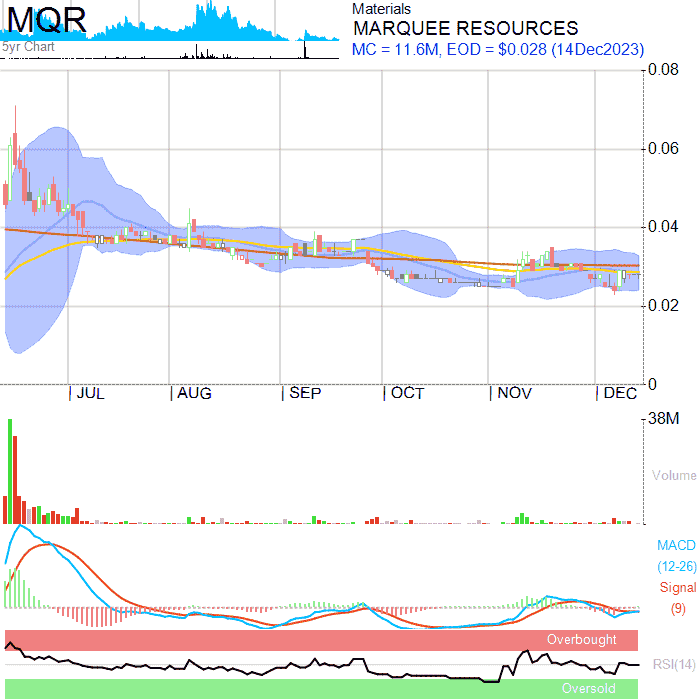 MQR
5yr Chart
Materials
MARQUEE RESOURCES
MC = 11.6M, EOD = $0.028 (14Dec2023)
0.08
0.06
0.04
0.02
0
JUL AUG SEP OCT NOV DEC
38M
Volume
MACD
(12-26)
Signal
(9)
Overbought
RSI(14)
Oversold